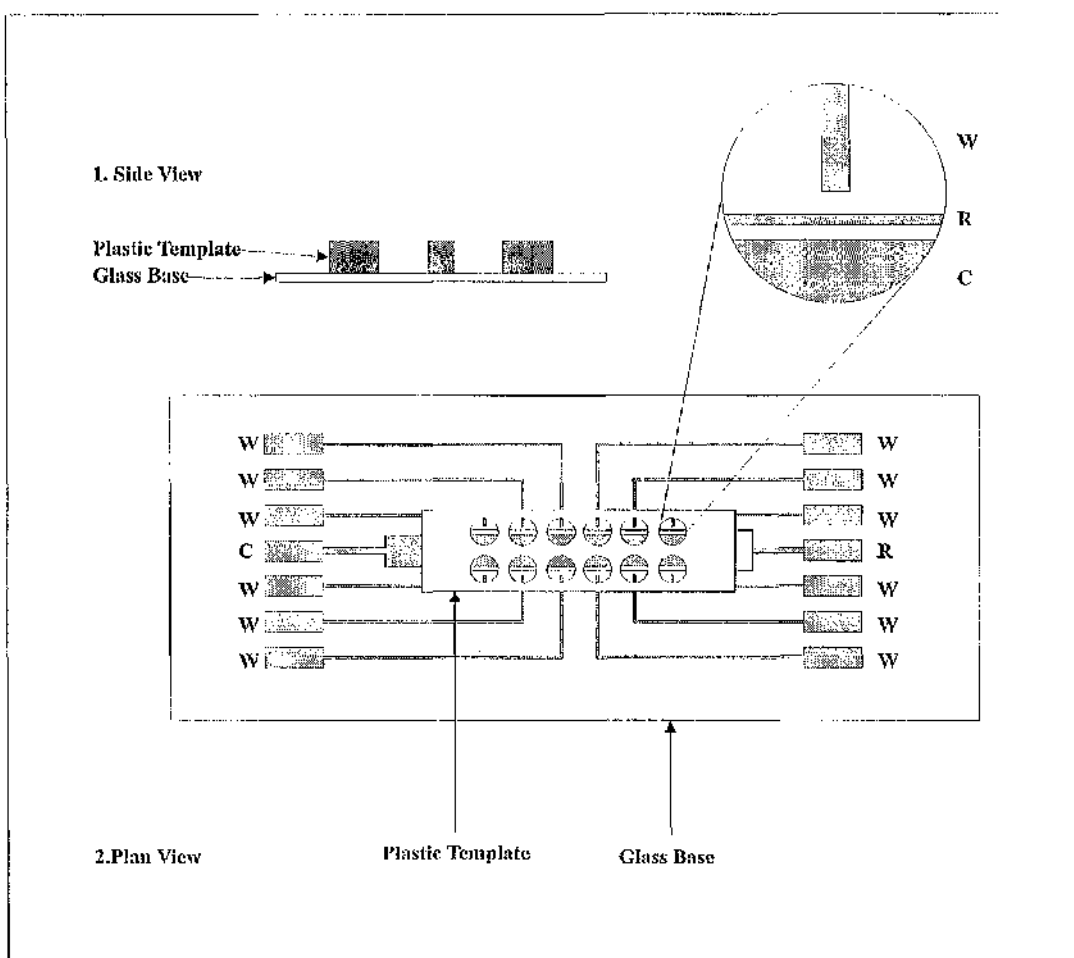 W
1. Side View
R
Plastic Template
Glass Base
C
W W
W W
W W
C R
W W
W W
W W
2.Plan View
Plastic Template
Glass Base